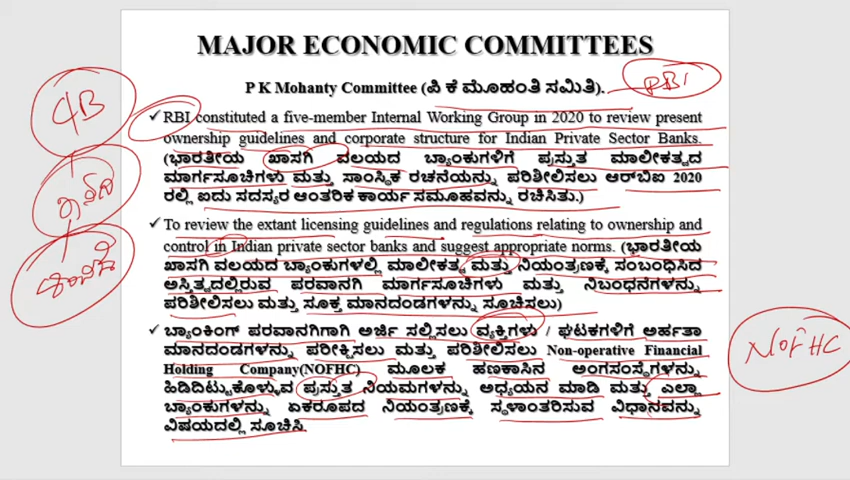 MAJOR ECONOMIC COMMITTEES
P K Mohanty Committee (ಪಿ ಕೆ ಮೊಹಂತಿ ಸಮಿತಿ). RBI
✓ RBI constituted a five-member Internal Working Group in 2020 to review present
ownership guidelines and corporate structure for Indian Private Sector Banks.
(ಭಾರತೀಯ ಖಾಸಗಿ ವಲಯದ ಬ್ಯಾಂಕುಗಳಿಗೆ ಪ್ರಸ್ತುತ ಮಾಲೀಕತ್ವದ
ಮಾರ್ಗಸೂಚಿಗಳು ಮತ್ತು ಸಾಂಸ್ಥಿಕ ರಚನೆಯನ್ನು ಪರಿಶೀಲಿಸಲು ಆರ್‌ಬಿಐ 2020
ರಲ್ಲಿ ಐದು ಸದಸ್ಯರ ಆಂತರಿಕ ಕಾರ್ಯ ಸಮೂಹವನ್ನು ರಚಿಸಿತು.)
✓ To review the extant licensing guidelines and regulations relating to ownership and
control in Indian private sector banks and suggest appropriate norms. (ಭಾರತೀಯ
ಖಾಸಗಿ ವಲಯದ ಬ್ಯಾಂಕುಗಳಲ್ಲಿ ಮಾಲೀಕತ್ವ ಮತ್ತು ನಿಯಂತ್ರಣಕ್ಕೆ ಸಂಬಂಧಿಸಿದ
ಅಸ್ತಿತ್ವದಲ್ಲಿರುವ ಪರವಾನಗಿ ಮಾರ್ಗಸೂಚಿಗಳು ಮತ್ತು ನಿಬಂಧನೆಗಳನ್ನು
ಪರಿಶೀಲಿಸಲು ಮತ್ತು ಸೂಕ್ತ ಮಾನದಂಡಗಳನ್ನು ಸೂಚಿಸಲು)
✓ ಬ್ಯಾಂಕಿಂಗ್ ಪರವಾನಗಿಗಾಗಿ ಅರ್ಜಿ ಸಲ್ಲಿಸಲು ವ್ಯಕ್ತಿಗಳು / ಘಟಕಗಳಿಗೆ ಅರ್ಹತಾ
ಮಾನದಂಡಗಳನ್ನು ಪರೀಕ್ಷಿಸಲು ಮತ್ತು ಪರಿಶೀಲಿಸಲು Non-operative Financial
Holding Company(NOFHC) ಮೂಲಕ ಹಣಕಾಸಿನ ಅಂಗಸಂಸ್ಥೆಗಳನ್ನು
ಹಿಡಿದಿಟ್ಟುಕೊಳ್ಳುವ ಪ್ರಸ್ತುತ ನಿಯಮಗಳನ್ನು ಅಧ್ಯಯನ ಮಾಡಿ ಮತ್ತು ಎಲ್ಲಾ
ಬ್ಯಾಂಕುಗಳನ್ನು ಏಕರೂಪದ ನಿಯಂತ್ರಣಕ್ಕೆ ಸ್ಥಳಾಂತರಿಸುವ ವಿಧಾನವನ್ನು
ವಿಷಯದಲ್ಲಿ ಸೂಚಿಸಿ.
NOFHC